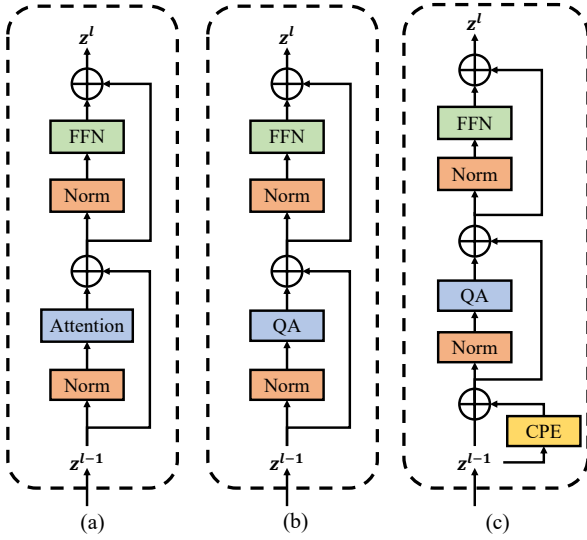 z^l
FFN
Norm
Attention
Norm
z^{l-1}
(a)
z^l
FFN
Norm
QA
Norm
z^{l-1}
(b)
z^l
FFN
Norm
QA
Norm
CPE
z^{l-1}
(c)